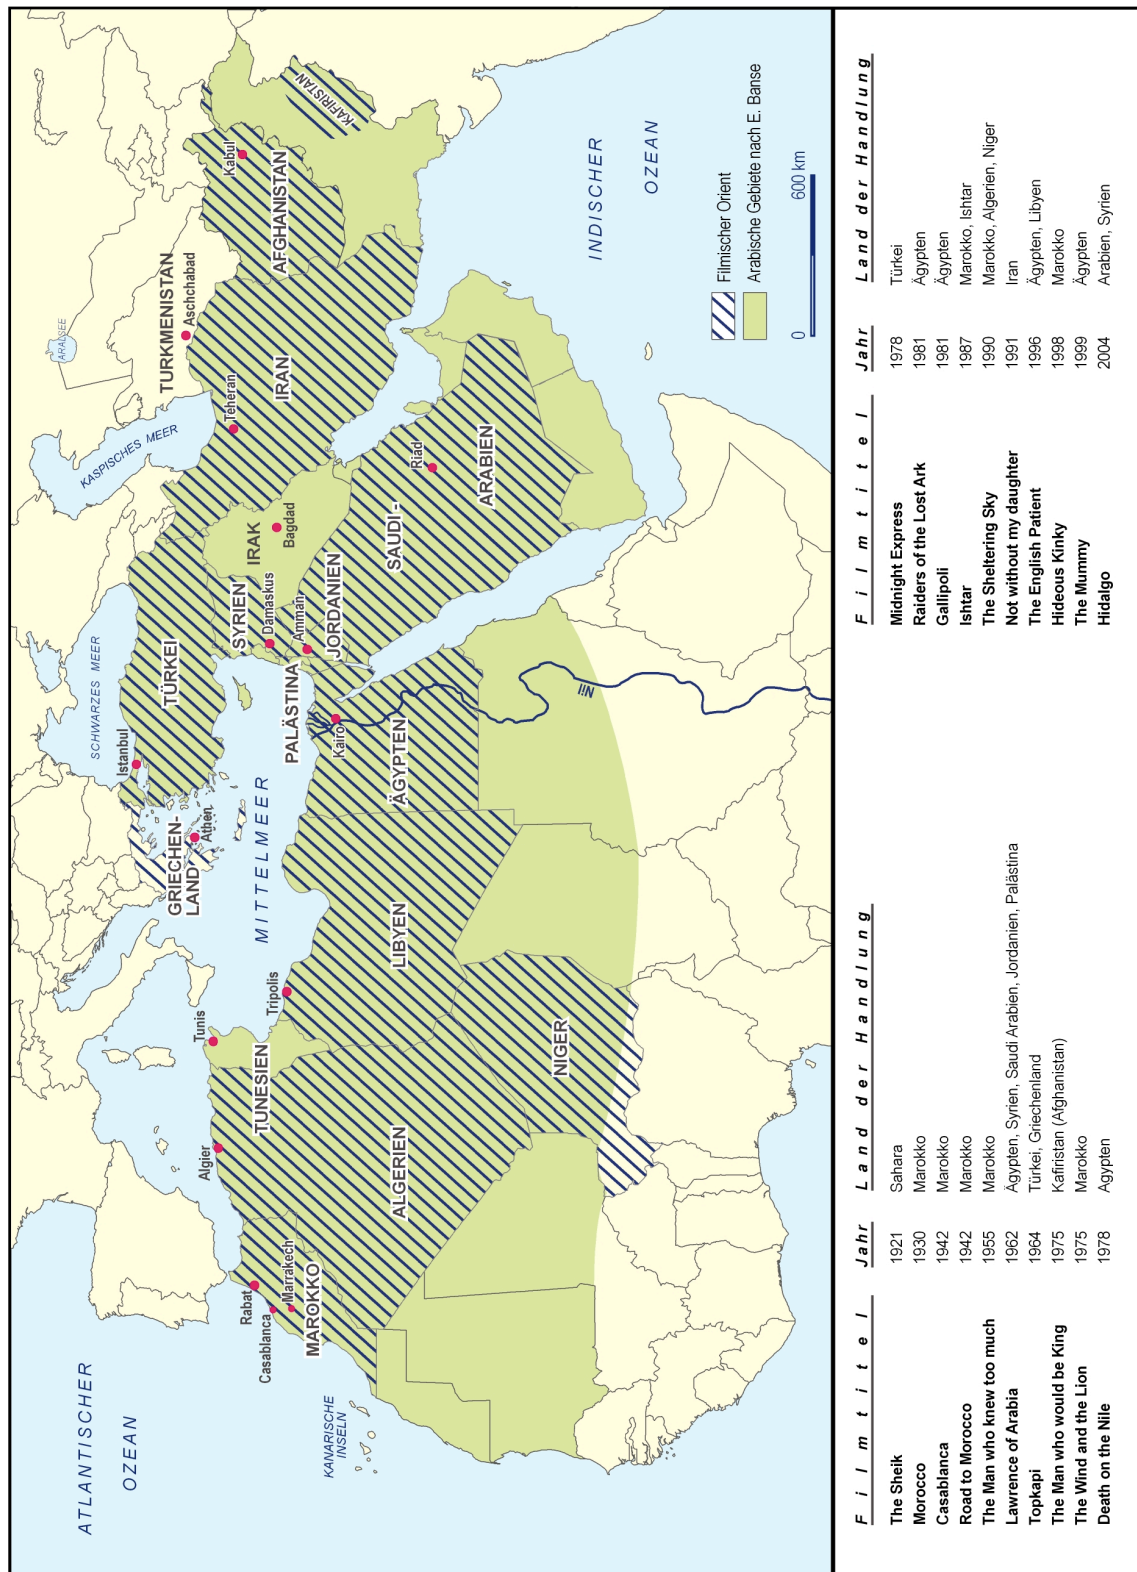 ATLANTISCHER
OZEAN
KANARISCHE
INSELN
Rabat
Casablanca
Marrakech
MAROKKO
Algier
ALGERIEN
Tunis
TUNESIEN
Tripolis
LIBYEN
NIGER
MITTELMEER
GRIECHEN-
LAND
Athen
Istanbul
SCHWARZES MEER
TÜRKEI
PALÄSTINA
Kairo
ÄGYPTEN
Nil
SYRIEN
Damaskus
Amman
JORDANIEN
IRAK
Bagdad
SAUDI -
ARABIEN
Riad
KASPISCHES MEER
ARALSEE
TURKMENISTAN
Aschchabad
Teheran
IRAN
AFGHANISTAN
Kabul
KAFIRISTAN
INDISCHER
OZEAN
Filmischer Orient
Arabische Gebiete nach E. Banse
0 600 km
Filmtitel Jahr Land der Handlung
The Sheik 1921 Sahara
Morocco 1930 Marokko
Casablanca 1942 Marokko
Road to Morocco 1942 Marokko
The Man who knew too much 1955 Marokko
Lawrence of Arabia 1962 Ägypten, Syrien, Saudi Arabien, Jordanien, Palästina
Topkapi 1964 Türkei, Griechenland
The Man who would be King 1975 Kafiristan (Afghanistan)
The Wind and the Lion 1975 Marokko
Death on the Nile 1978 Ägypten
Filmtitel Jahr Land der Handlung
Midnight Express 1978 Türkei
Raiders of the Lost Ark 1981 Ägypten
Gallipoli 1981 Ägypten
Ishtar 1987 Marokko, Ishtar
The Sheltering Sky 1990 Marokko, Algerien, Niger
Not without my daughter 1991 Iran
The English Patient 1996 Ägypten, Libyen
Hideous Kinky 1998 Marokko
The Mummy 1999 Ägypten
Hidalgo 2004 Arabien, Syrien